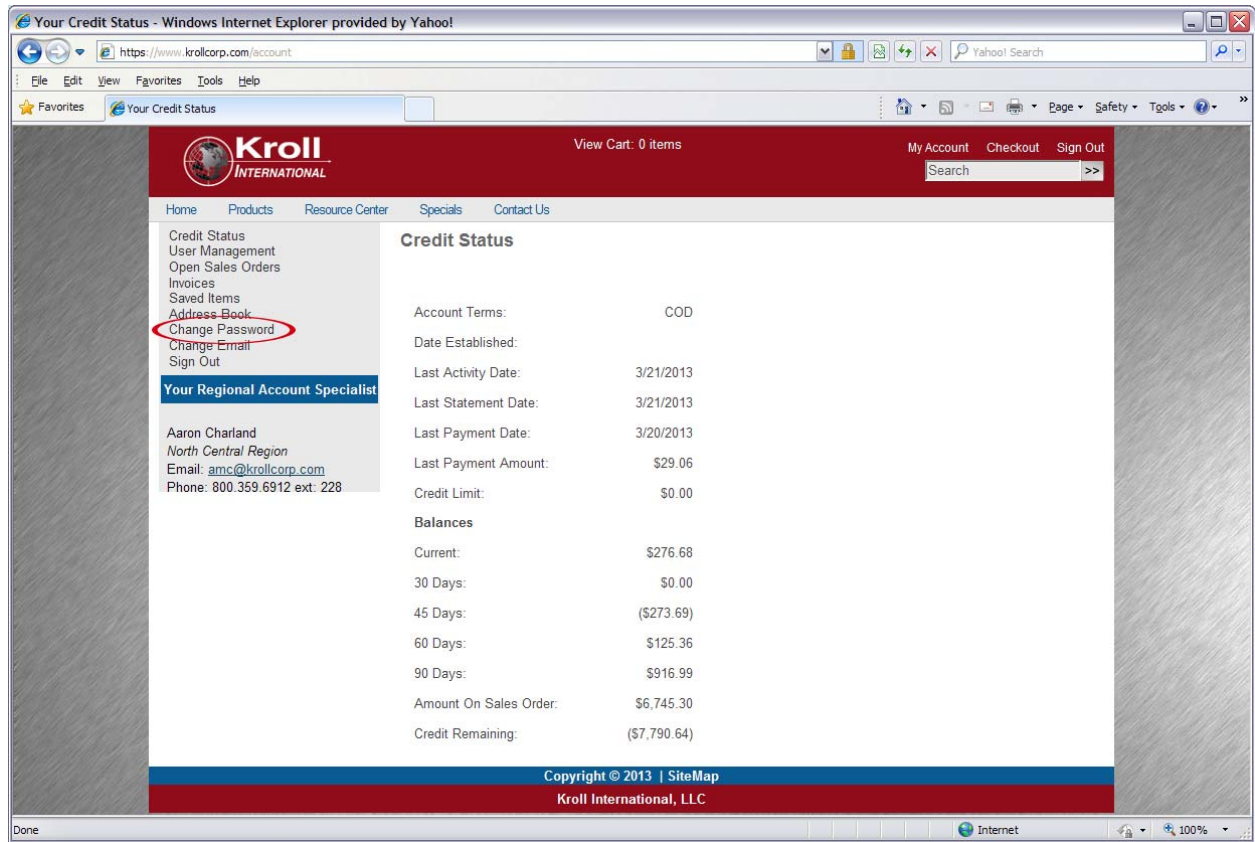 Your Credit Status - Windows Internet Explorer provided by Yahoo!
https://www.krollcorp.com/account
Yahoo! Search
File Edit View Favorites Tools Help
Favorites Your Credit Status Page Safety Tools
Kroll
INTERNATIONAL
View Cart: 0 items
My Account Checkout Sign Out
Search >>
Home Products Resource Center Specials Contact Us
Credit Status
User Management
Open Sales Orders
Invoices
Saved Items
Address Book
Change Password
Change Email
Sign Out
Your Regional Account Specialist
Aaron Charland
North Central Region
Email: amc@krollcorp.com
Phone: 800.359.6912 ext: 228
Credit Status
Account Terms: COD
Date Established:
Last Activity Date: 3/21/2013
Last Statement Date: 3/21/2013
Last Payment Date: 3/20/2013
Last Payment Amount: $29.06
Credit Limit: $0.00
Balances
Current: $276.68
30 Days: $0.00
45 Days: ($273.69)
60 Days: $125.36
90 Days: $916.99
Amount On Sales Order: $6,745.30
Credit Remaining: ($7,790.64)
Copyright © 2013 | SiteMap
Kroll International, LLC
Done Internet 100%